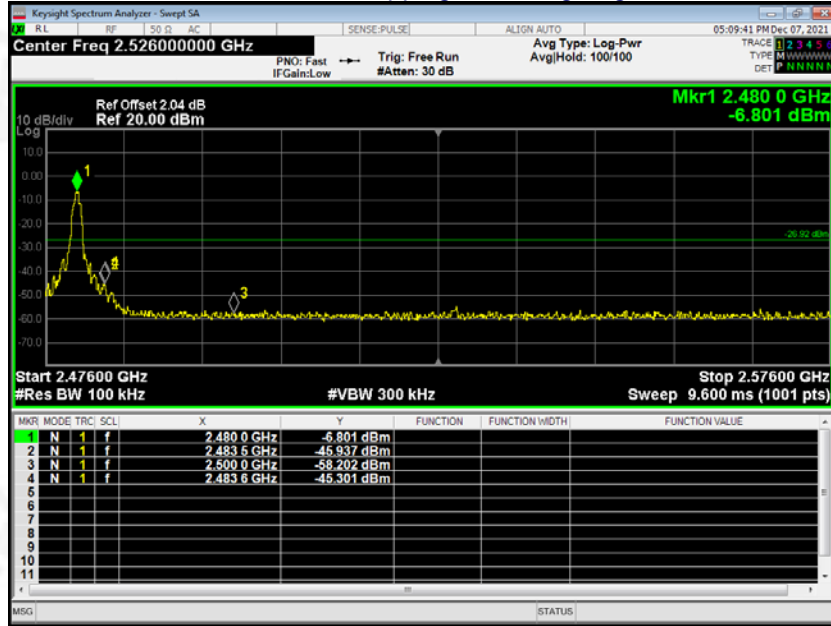 Keysight Spectrum Analyzer - Swept SA
RL RF 50 Ω AC SENSE:PULSE ALIGN AUTO 05:09:41 PM Dec 07, 2021
Center Freq 2.526000000 GHz Avg Type: Log-Pwr TRACE 1 2 3 4 5
PNO: Fast Trig: Free Run Avg|Hold: 100/100 TYPE M WWWWW
IFGain:Low #Atten: 30 dB DET P N N N N N
Mkr1 2.480 0 GHz
Ref Offset 2.04 dB
10 dB/div Ref 20.00 dBm -6.801 dBm
Log
10.0
1
0.00
-10.0
-20.0
-26.92 dBm
-30.0
-40.0
3
-50.0
-60.0
-70.0
Start 2.47600 GHz Stop 2.57600 GHz
#Res BW 100 kHz #VBW 300 kHz Sweep 9.600 ms (1001 pts)
MKR MODE TRC SCL X Y FUNCTION FUNCTION WIDTH FUNCTION VALUE
1 N 1 f 2.480 0 GHz -6.801 dBm
2 N 1 f 2.483 5 GHz -45.937 dBm
3 N 1 f 2.500 0 GHz -58.202 dBm
4 N 1 f 2.483 6 GHz -45.301 dBm
5
6
7
8
9
10
11
MSG STATUS